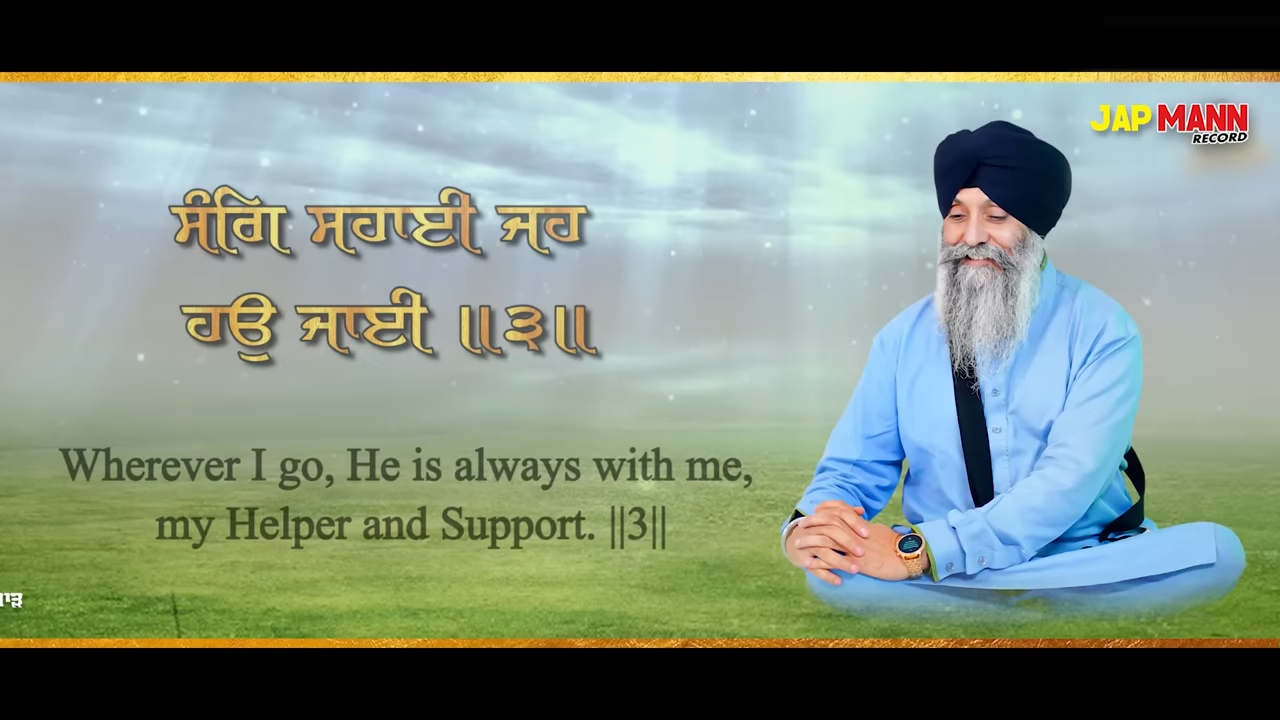 JAP MANN
RECORD
ਸੰਗਿ ਸਹਾਈ ਜਹ
ਹਉ ਜਾਈ ॥੩॥
Wherever I go, He is always with me,
my Helper and Support. ||3||